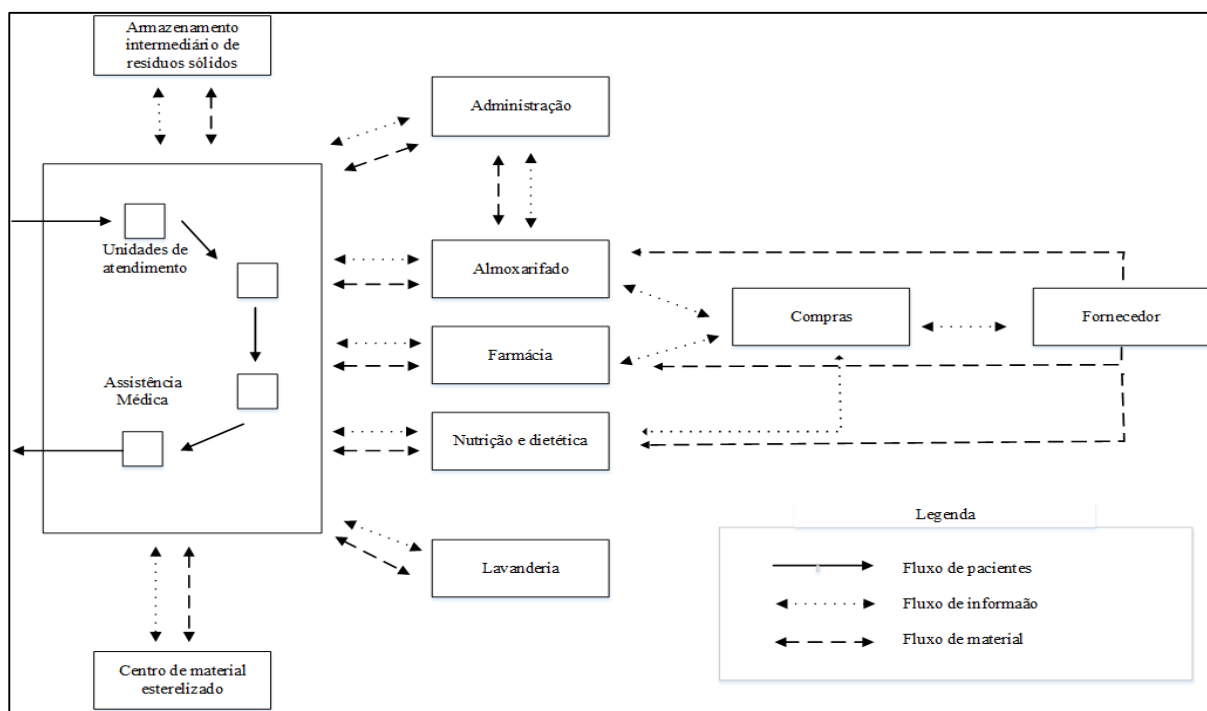 Armazenamento
intermediário de
resíduos sólidos
Administração
Unidades de
atendimento
Almoxarifado
Compras
Fornecedor
Farmácia
Assistência
Médica
Nutrição e dietética
Lavanderia
Centro de material
esterelizado
Legenda
Fluxo de pacientes
Fluxo de informaão
Fluxo de material